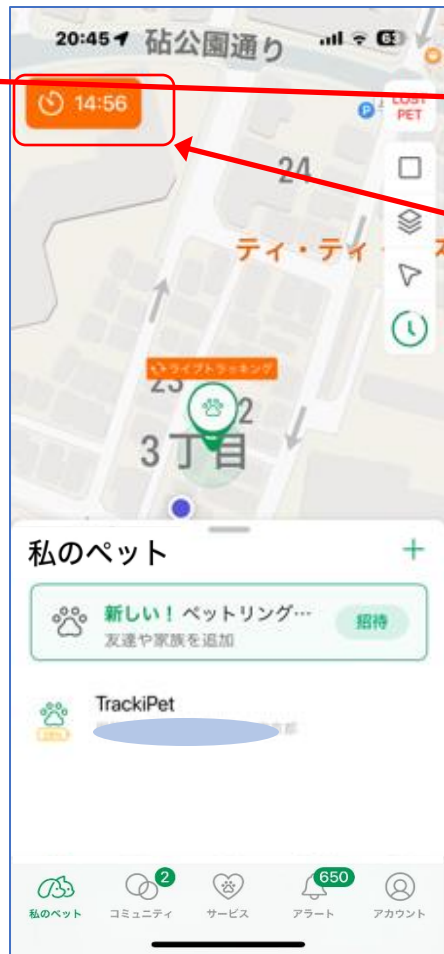 20:45
砧公園通り
14:56
P
LOST
PET
24
ティ・ティ
ライブトラッキング
23
2
3丁目
私のペット
新しい！ペットリング…
招待
友達や家族を追加
TrackiPet
京都
2
650
私のペット
コミュニティ
サービス
アラート
アカウント